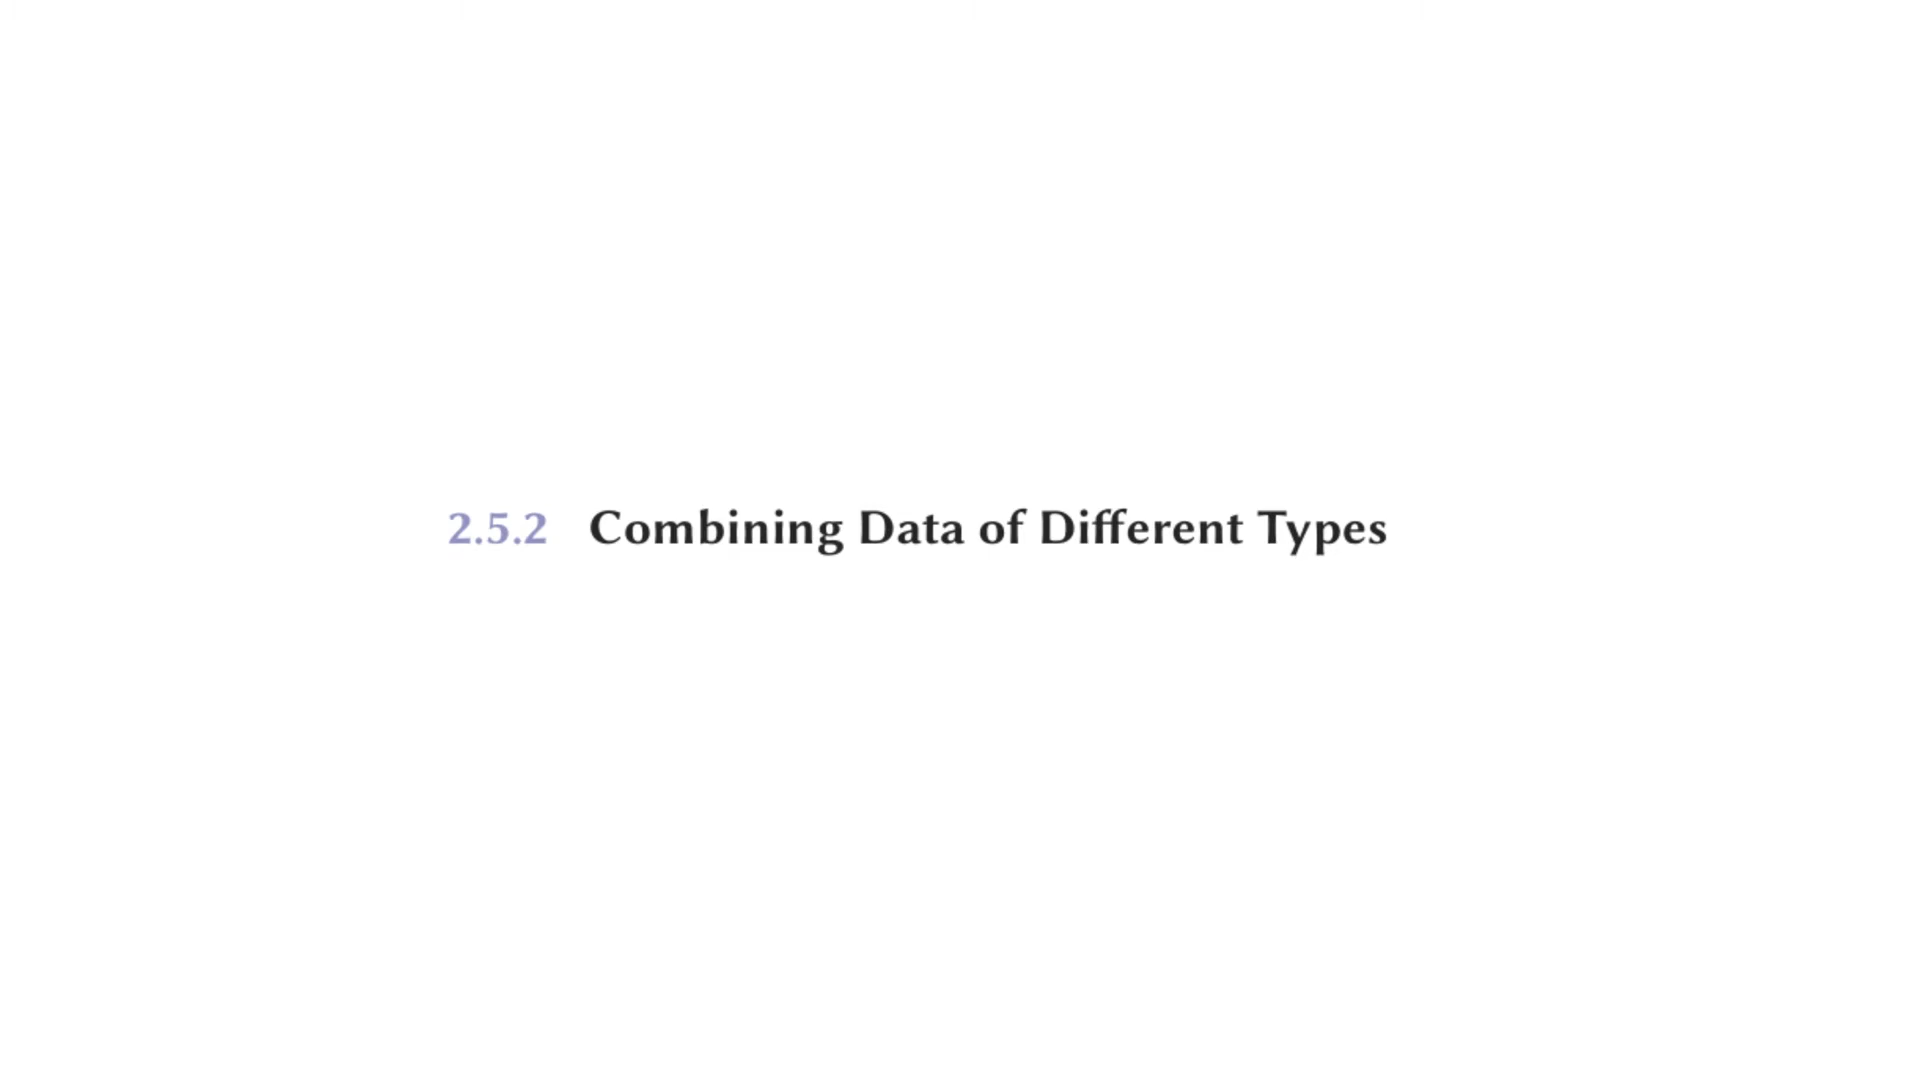 2.5.2 Combining Data of Different Types